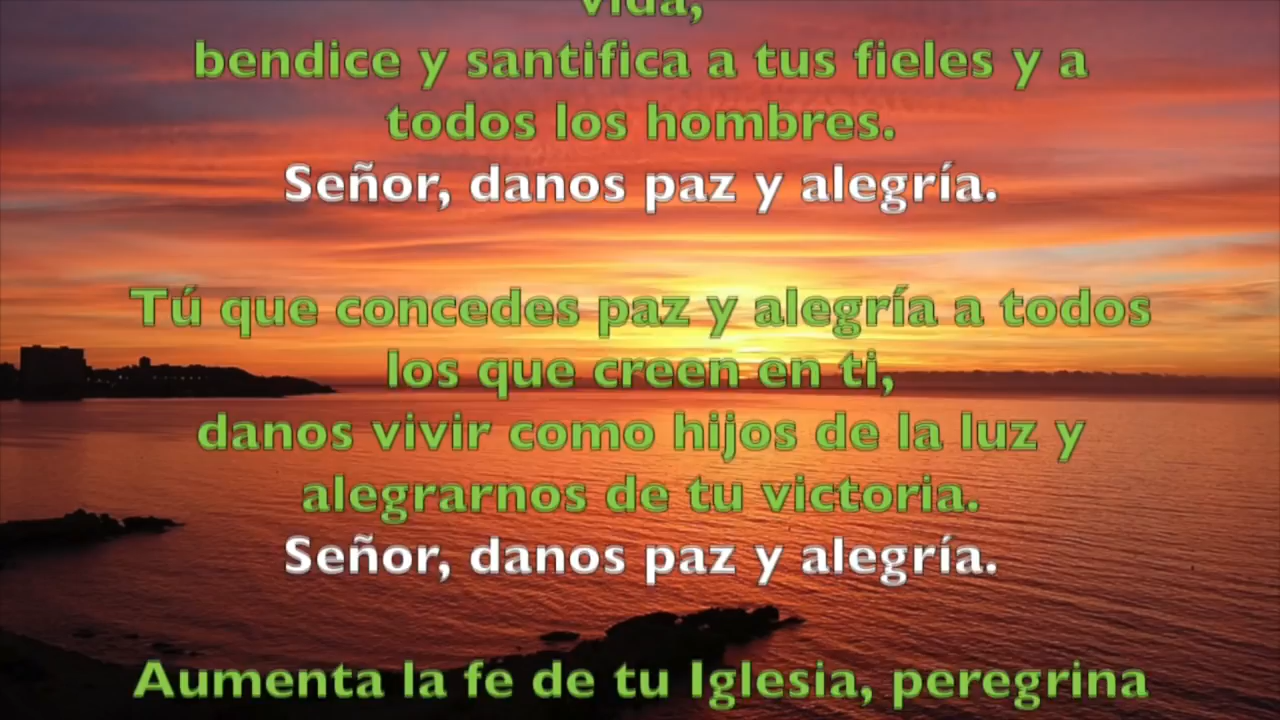 vida,
bendice y santifica a tus fieles y a
todos los hombres.
Señor, danos paz y alegría.
Tú que concedes paz y alegría a todos
los que creen en ti,
danos vivir como hijos de la luz y
alegrarnos de tu victoria.
Señor, danos paz y alegría.
Aumenta la fe de tu Iglesia, peregrina